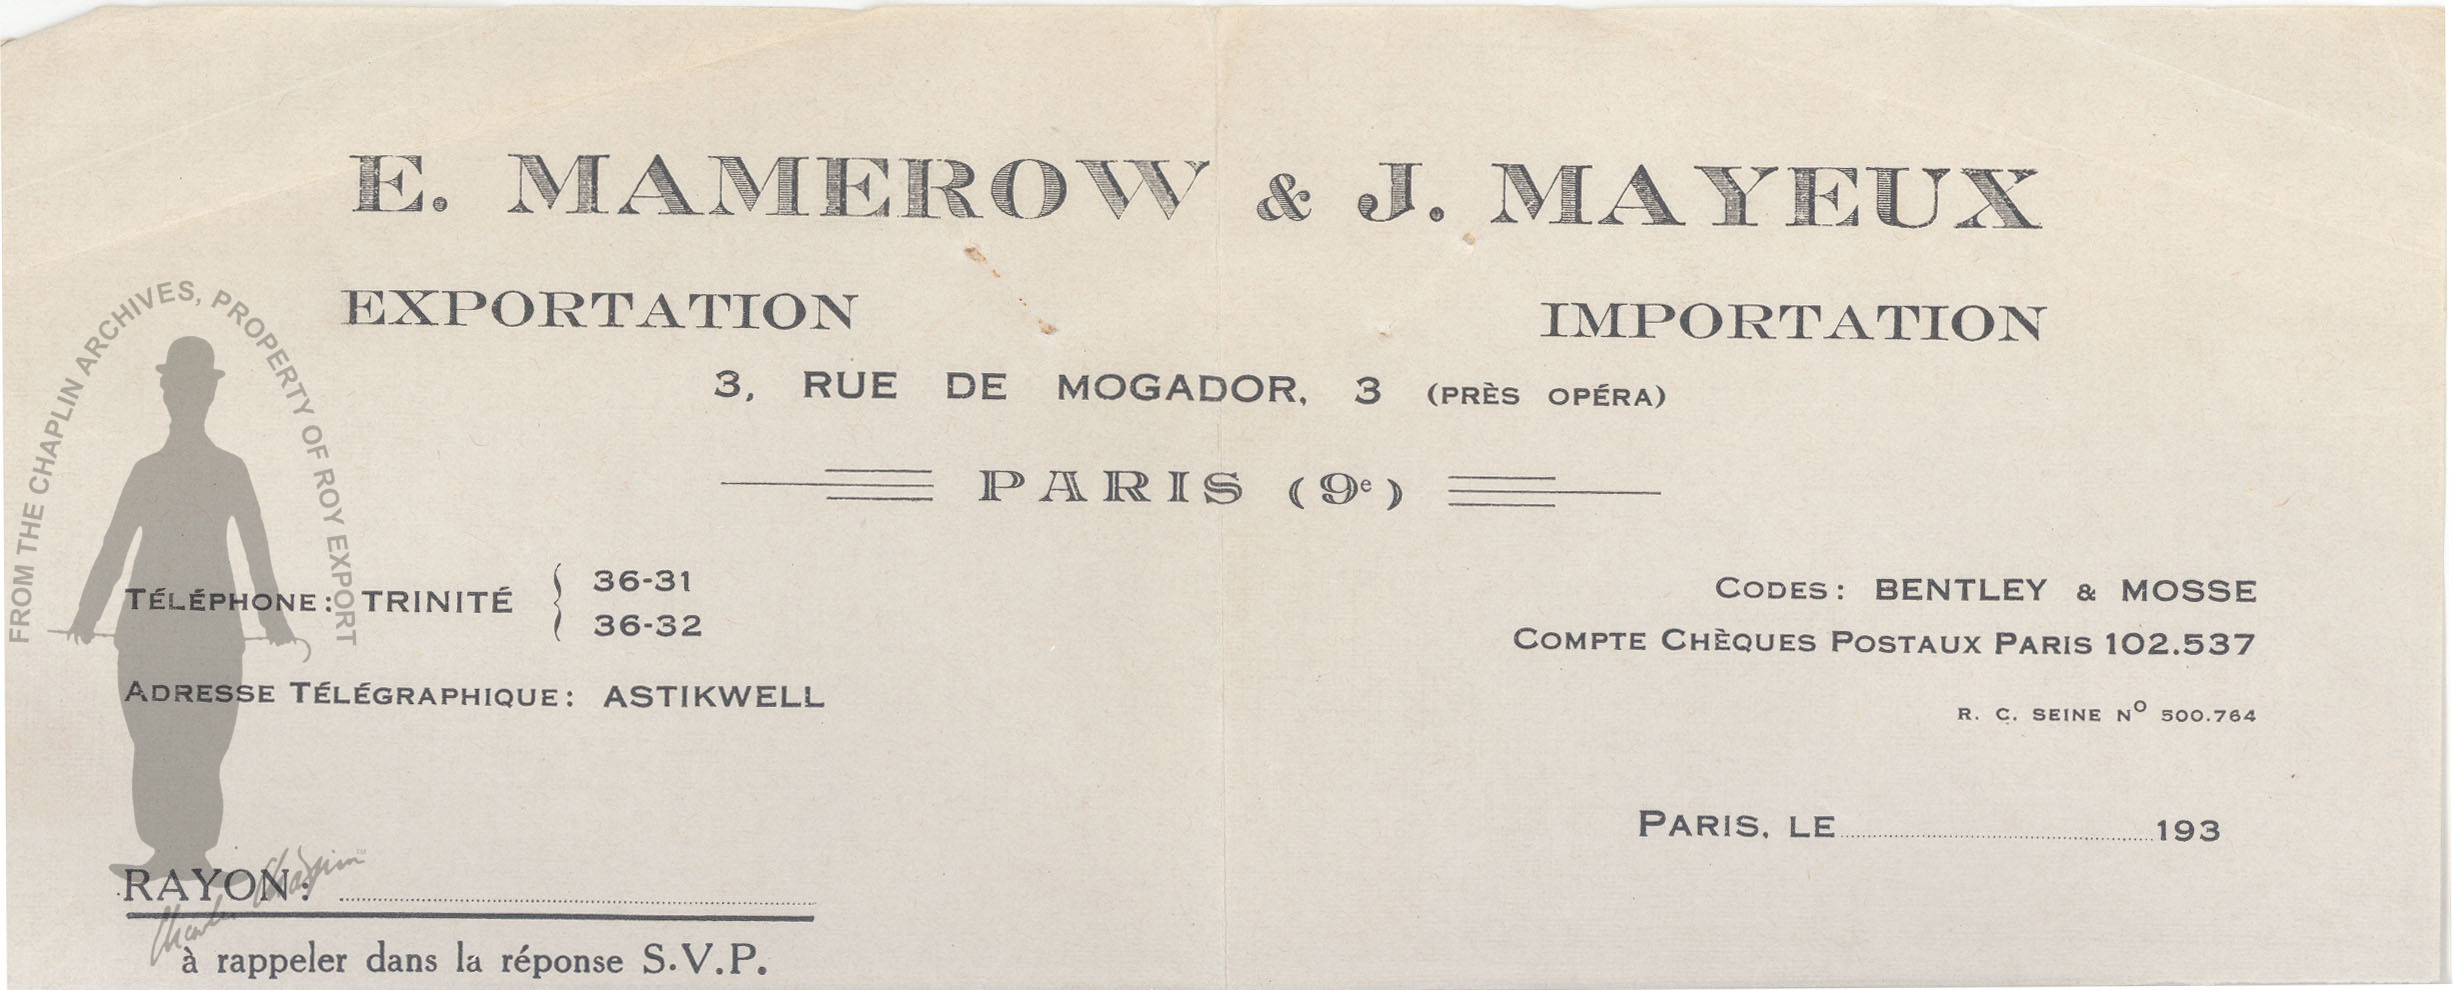 E. MAMEROW & J. MAYEUX
EXPORTATION IMPORTATION
3, RUE DE MOGADOR, 3 (PRÈS OPÉRA)
PARIS (9e)
TÉLÉPHONE: TRINITÉ { 36-31
36-32
ADRESSE TÉLÉGRAPHIQUE: ASTIKWELL
CODES: BENTLEY & MOSSE
COMPTE CHÈQUES POSTAUX PARIS 102.537
R. C. SEINE No 500.764
PARIS, LE 193
RAYON:
à rappeler dans la réponse S.V.P.
FROM THE CHAPLIN ARCHIVES, PROPERTY OF ROY EXPORT
Charles Chaplin